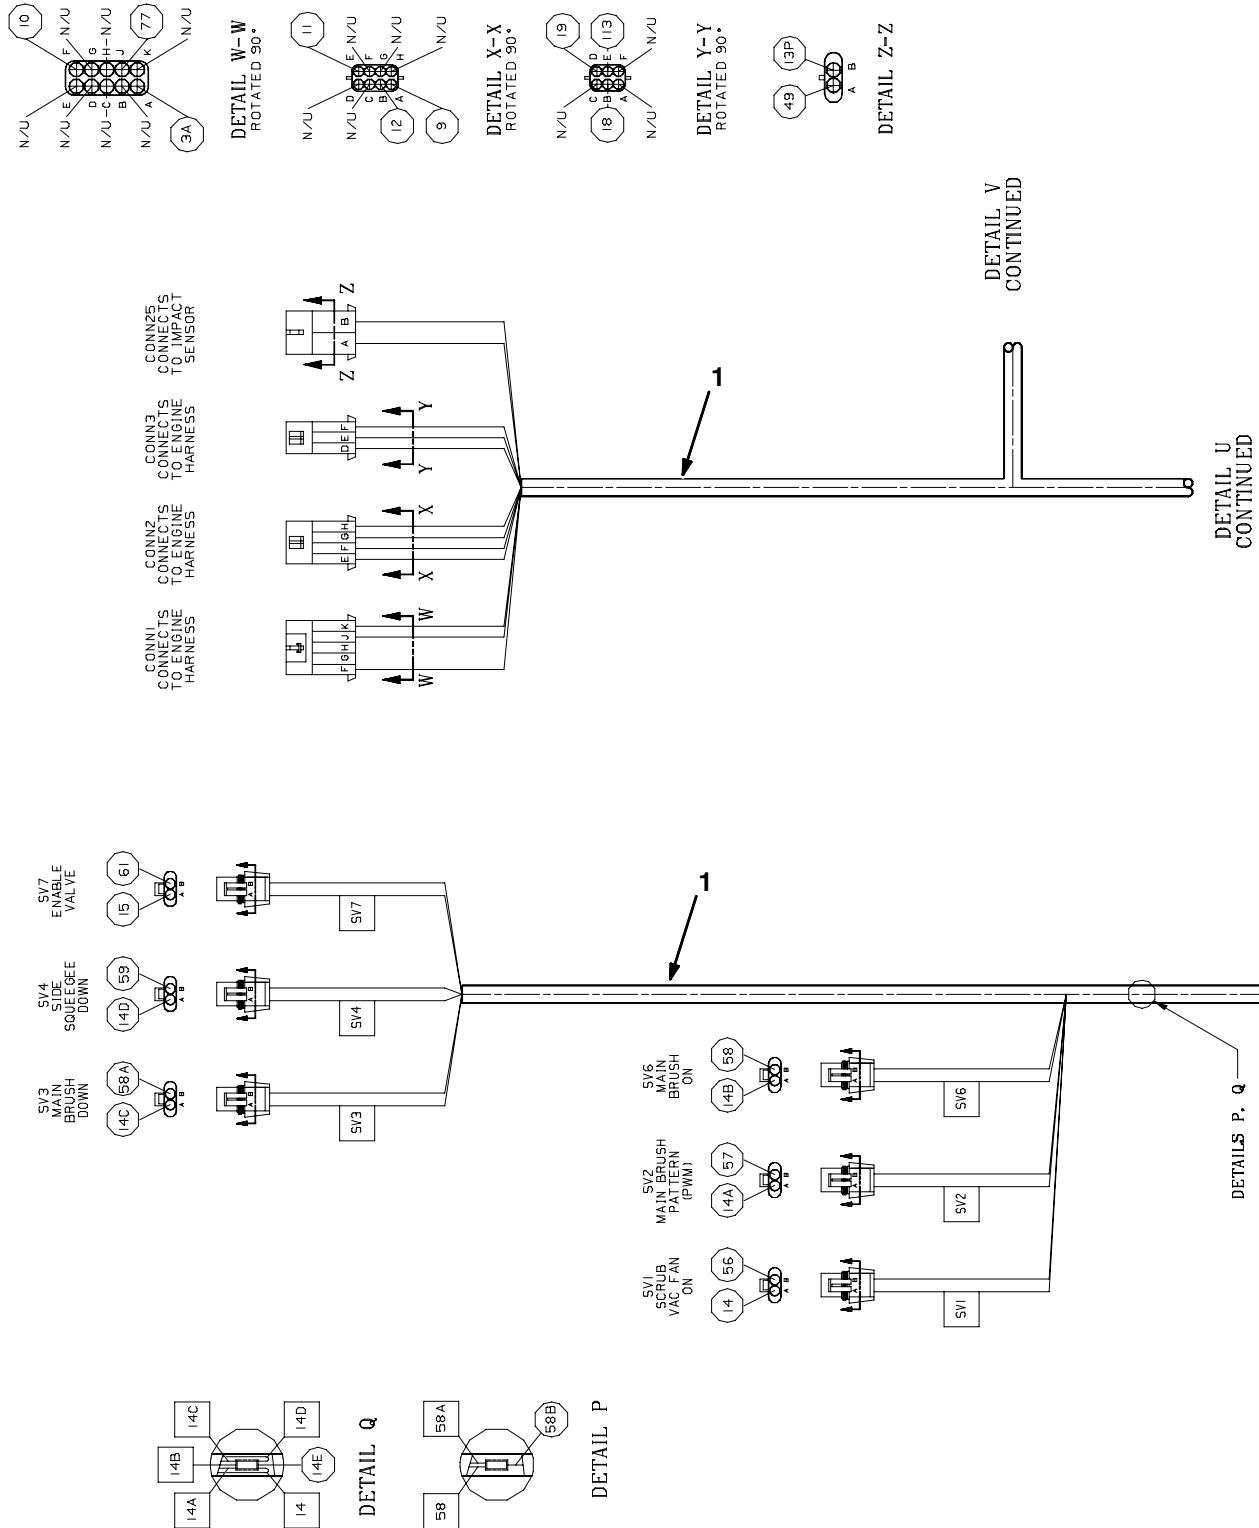 10
N/U
F
N/U
G
H-N/U
77
J
N/U
K
N/U
E
N/U
D
N/U-C
B
N/U
A
3A
DETAIL W-W
ROTATED 90°
11
E
N/U
F
N/U
G
H
N/U
N/U
D
N/U
C
B
12
A
9
DETAIL X-X
ROTATED 90°
19
D
E
113
F
N/U
N/U
C
18
B
A
N/U
DETAIL Y-Y
ROTATED 90°
13P
B
49
A
DETAIL Z-Z
CONN1
CONNECTS
TO ENGINE
HARNESS
F G H J K
W
W
CONN2
CONNECTS
TO ENGINE
HARNESS
E F G H
X
X
CONN3
CONNECTS
TO ENGINE
HARNESS
D E F
Y
Y
CONN25
CONNECTS
TO IMPACT
SENSOR
A B
Z
Z
1
DETAIL V
CONTINUED
DETAIL U
CONTINUED
SV3
MAIN
BRUSH
DOWN
14C
58A
A B
A B
SV3
SV4
SIDE
SQUEEGEE
DOWN
14D
59
A B
A B
SV4
SV7
ENABLE
VALVE
15
61
A B
A B
SV7
1
SV1
SCRUB
VAC FAN
ON
14
56
A B
A B
SV1
SV2
MAIN BRUSH
PATTERN
(PWM)
14A
57
A B
A B
SV2
SV6
MAIN
BRUSH
ON
14B
58
A B
A B
SV6
DETAILS P, Q
14A
14B
14C
14
14E
14D
DETAIL Q
58
58A
58B
DETAIL P